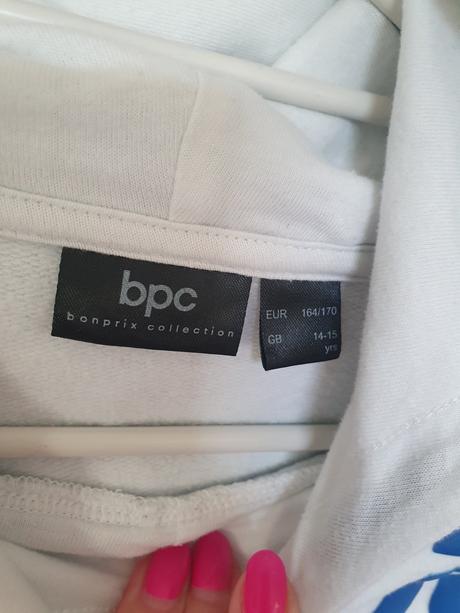 bpc
bonprix collection
EUR 164/170
GB 14-15
yrs